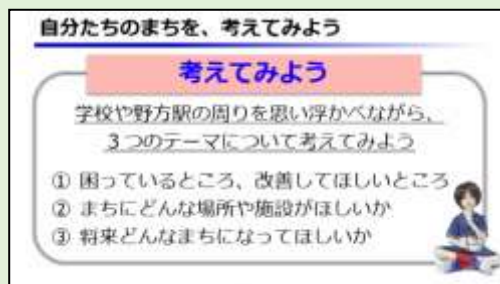 自分たちのまちを、考えてみよう
考えてみよう
学校や野方駅の周りを思い浮かべながら、
３つのテーマについて考えてみよう
① 困っているところ、改善してほしいところ
② まちにどんな場所や施設がほしいか
③ 将来どんなまちになってほしいか